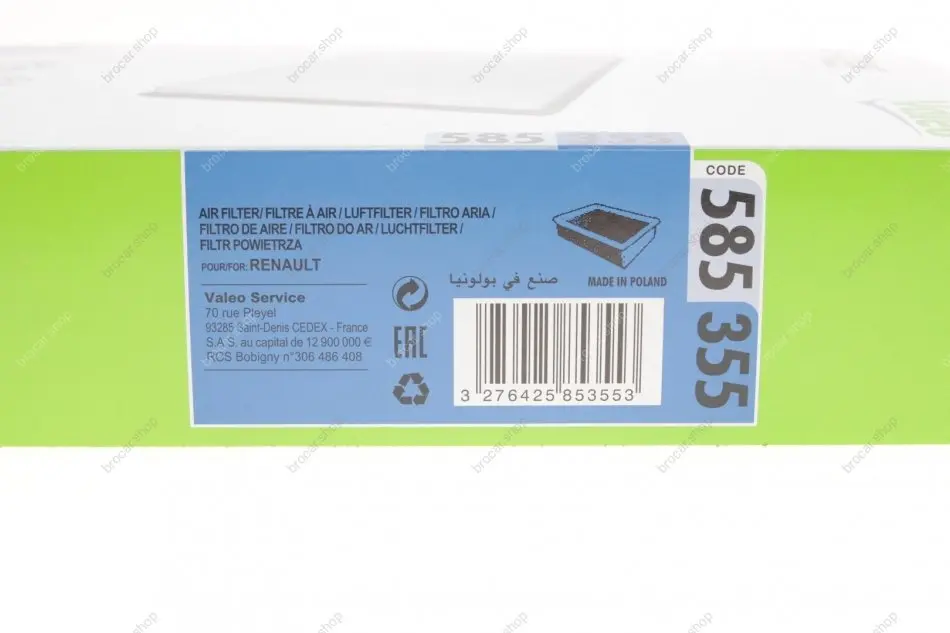 585 355
AIR FILTER/ FILTRE À AIR / LUFTFILTER / FILTRO ARIA /
FILTRO DE AIRE / FILTRO DO AR / LUCHTFILTER /
FILTR POWIETRZA
POUR/FOR: RENAULT
Valeo Service
70 rue Pleyel
93285 Saint-Denis CEDEX - France
S.A.S. au capital de 12 900 000 €
RCS Bobigny n°306 486 408
EAC
صنع في بولونيا
MADE IN POLAND
3 276425 853553
CODE
585 355
brocar.shop